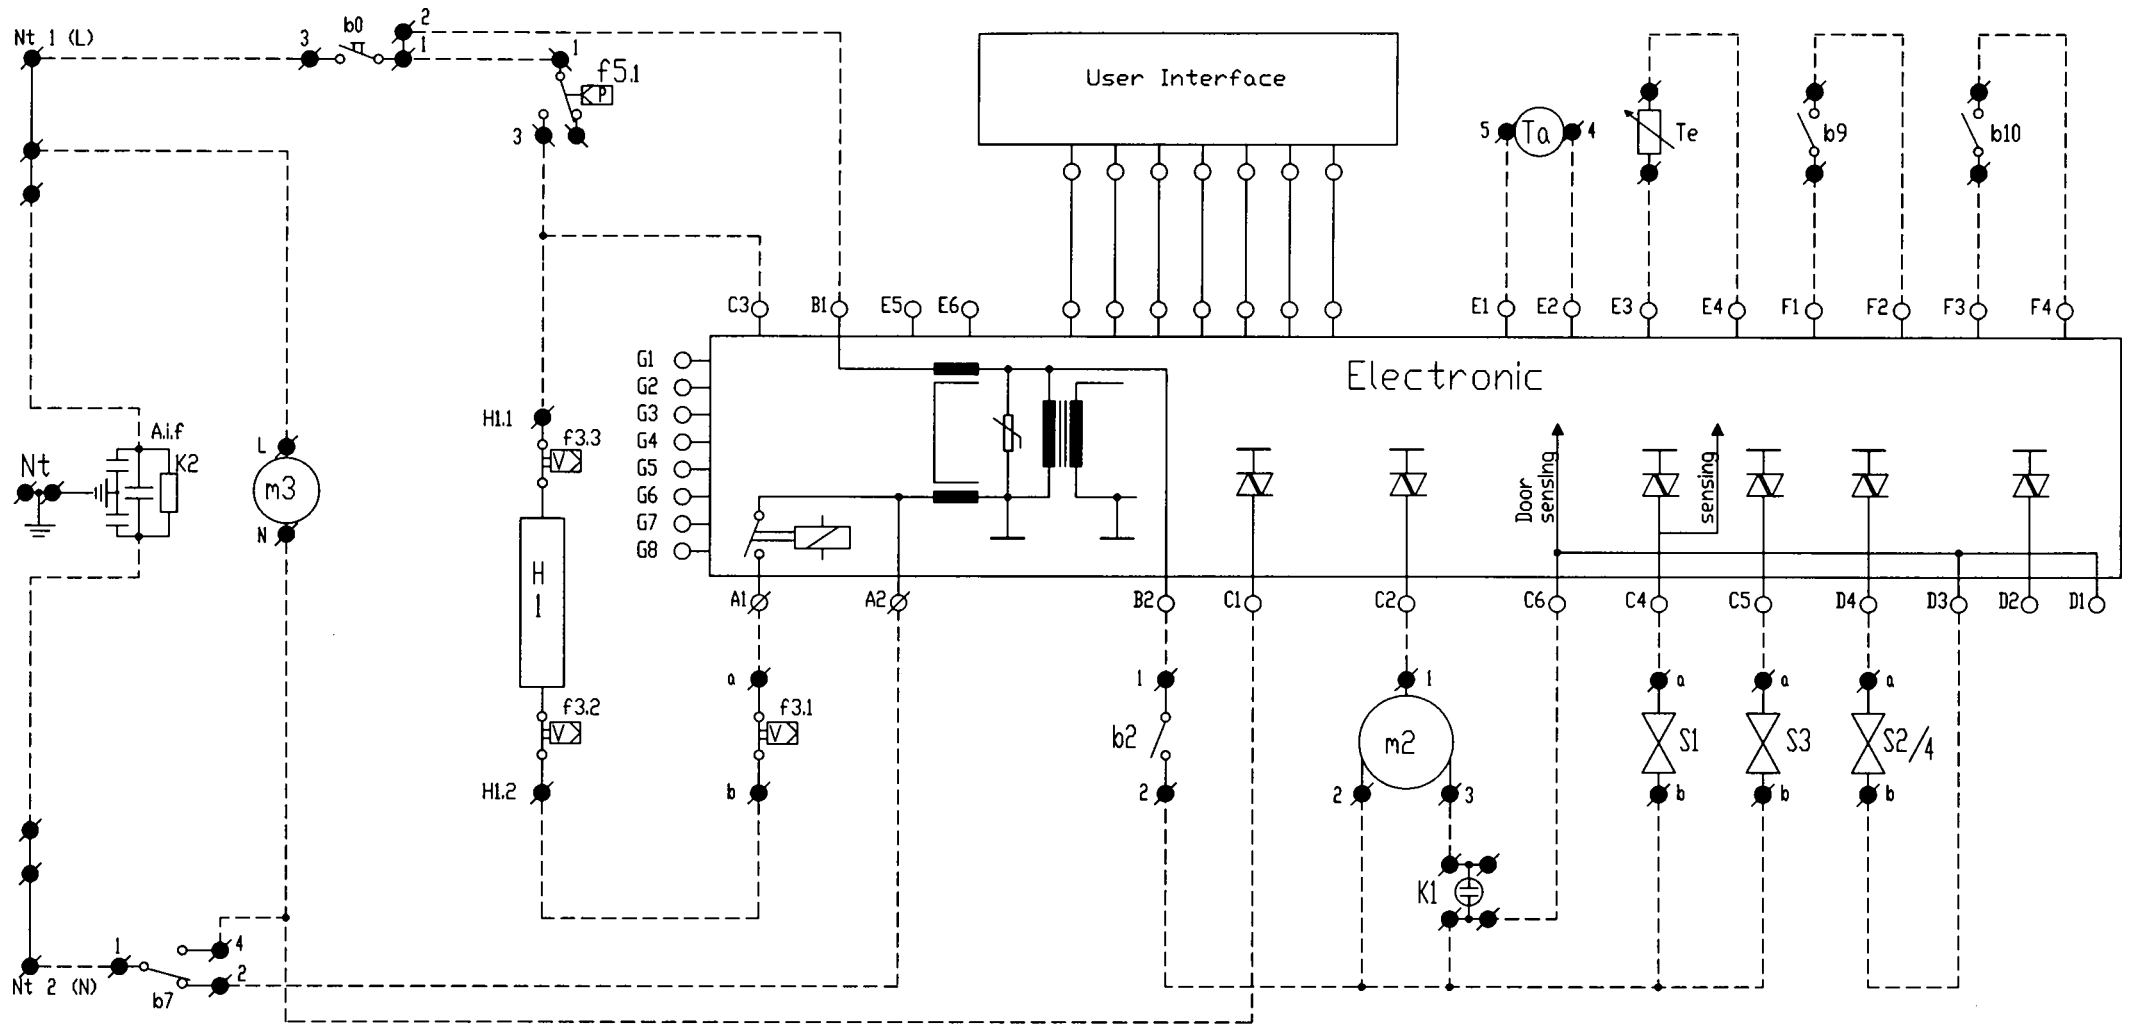 Nt 1 (L)
3
b0
2
1
1
f5.1
P
3
User Interface
5
Ta
4
Te
b9
b10
C3
B1
E5
E6
E1
E2
E3
E4
F1
F2
F3
F4
Electronic
G1
G2
G3
G4
G5
G6
G7
G8
H1.1
f3.3
V
A.i.f
K2
Nt
L
m3
N
H1
Door sensing
sensing
A1
A2
B2
C1
C2
C6
C4
C5
D4
D3
D2
D1
a
f3.1
V
b
f3.2
V
H1.2
1
b2
2
1
m2
2
3
K1
a
S1
b
a
S3
b
a
S2/4
b
4
1
2
b7
Nt 2 (N)